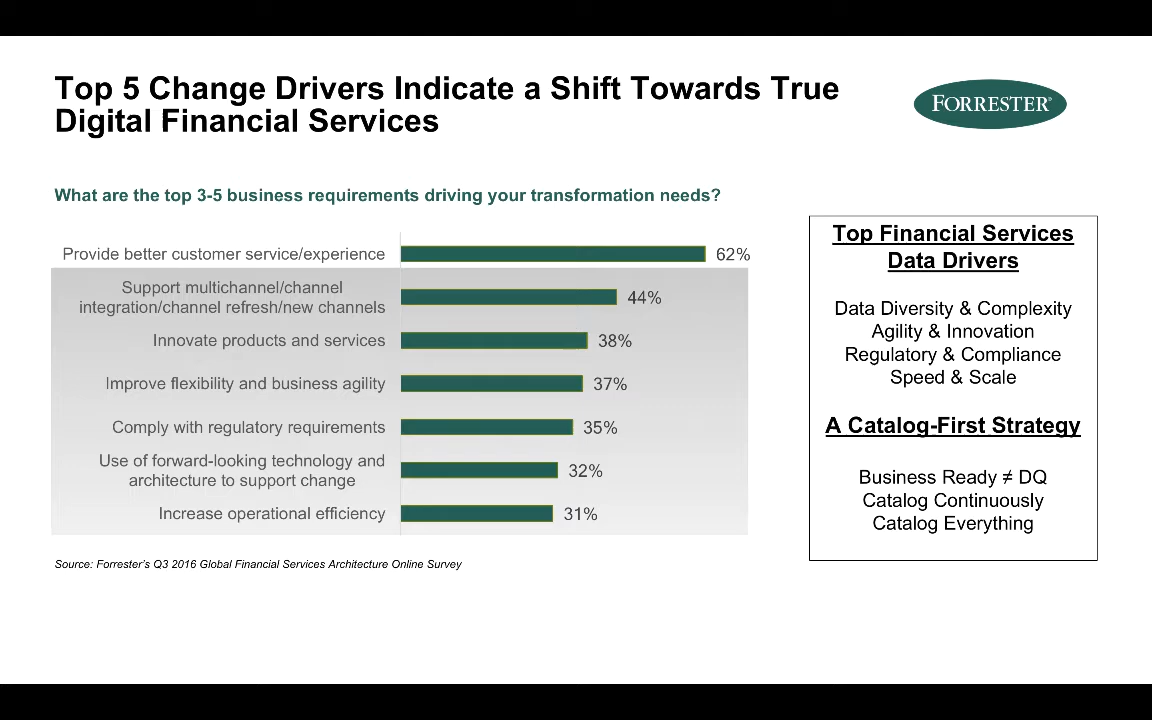 Top 5 Change Drivers Indicate a Shift Towards True
Digital Financial Services
FORRESTER®
What are the top 3-5 business requirements driving your transformation needs?
Provide better customer service/experience 62%
Support multichannel/channel
integration/channel refresh/new channels 44%
Innovate products and services 38%
Improve flexibility and business agility 37%
Comply with regulatory requirements 35%
Use of forward-looking technology and
architecture to support change 32%
Increase operational efficiency 31%
Source: Forrester's Q3 2016 Global Financial Services Architecture Online Survey
Top Financial Services
Data Drivers
Data Diversity & Complexity
Agility & Innovation
Regulatory & Compliance
Speed & Scale
A Catalog-First Strategy
Business Ready ≠ DQ
Catalog Continuously
Catalog Everything